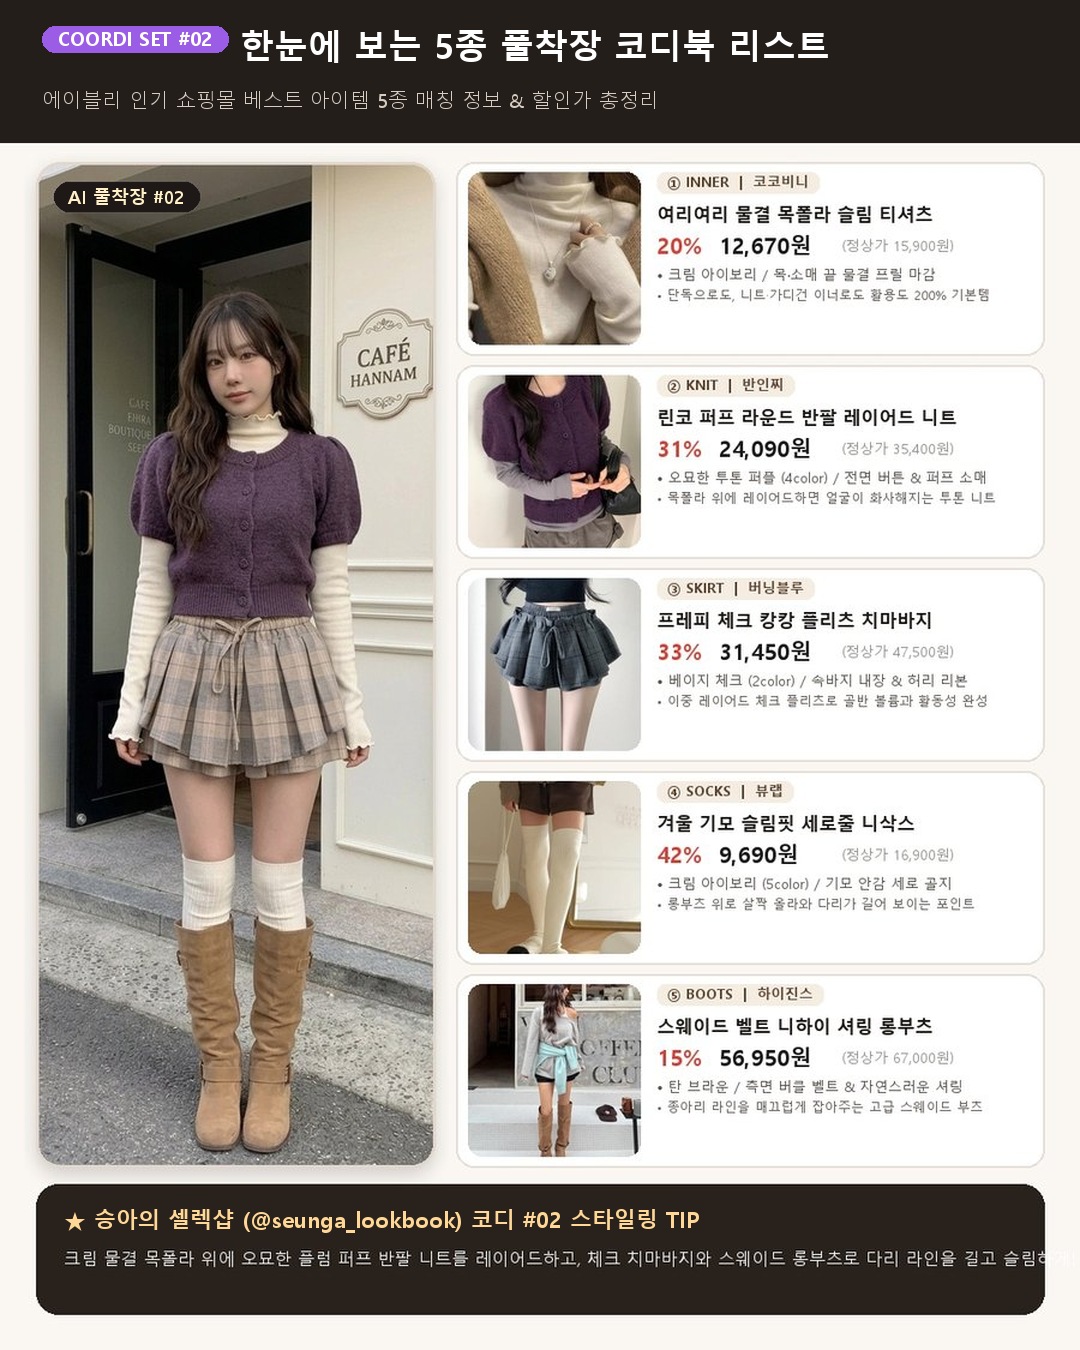 COORDI SET #02 한눈에 보는 5종 풀착장 코디북 리스트
에이블리 인기 쇼핑몰 베스트 아이템 5종 매칭 정보 & 할인가 총정리
AI 풀착장 #02
CAFÉ
HANNAM
CAFE
EHIRA
BOUTIQUE
① INNER | 코코비니
여리여리 물결 목폴라 슬림 티셔츠
20% 12,670원 (정상가 15,900원)
• 크림 아이보리 / 목·소매 끝 물결 프릴 마감
• 단독으로도, 니트·가디건 이너로도 활용도 200% 기본템
② KNIT | 반인찌
린코 퍼프 라운드 반팔 레이어드 니트
31% 24,090원 (정상가 35,400원)
• 오묘한 투톤 퍼플 (4color) / 전면 버튼 & 퍼프 소매
• 목폴라 위에 레이어드하면 얼굴이 화사해지는 투톤 니트
③ SKIRT | 버닝블루
프레피 체크 캉캉 플리츠 치마바지
33% 31,450원 (정상가 47,500원)
• 베이지 체크 (2color) / 속바지 내장 & 허리 리본
• 이중 레이어드 체크 플리츠로 골반 볼륨과 활동성 완성
④ SOCKS | 뷰랩
겨울 기모 슬림핏 세로줄 니삭스
42% 9,690원 (정상가 16,900원)
• 크림 아이보리 (5color) / 기모 안감 세로 골지
• 롱부츠 위로 살짝 올라와 다리가 길어 보이는 포인트
⑤ BOOTS | 하이진스
스웨이드 벨트 니하이 셔링 롱부츠
15% 56,950원 (정상가 67,000원)
• 탄 브라운 / 측면 버클 벨트 & 자연스러운 셔링
• 종아리 라인을 매끄럽게 잡아주는 고급 스웨이드 부츠
★ 승아의 셀렉샵 (@seunga_lookbook) 코디 #02 스타일링 TIP
크림 물결 목폴라 위에 오묘한 플럼 퍼프 반팔 니트를 레이어드하고, 체크 치마바지와 스웨이드 롱부츠로 다리 라인을 길고